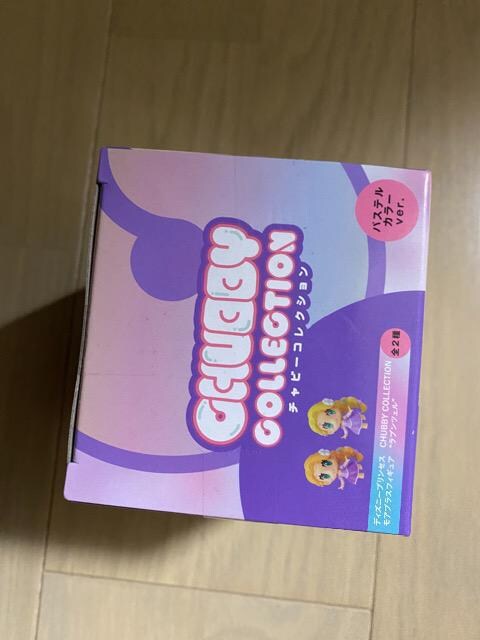 CHUBBY
COLLECTION
チャビーコレクション
パステル
カラー
ver.
ディズニープリンセス CHUBBY COLLECTION
モアプラスフィギュア “ラプンツェル”
全2種